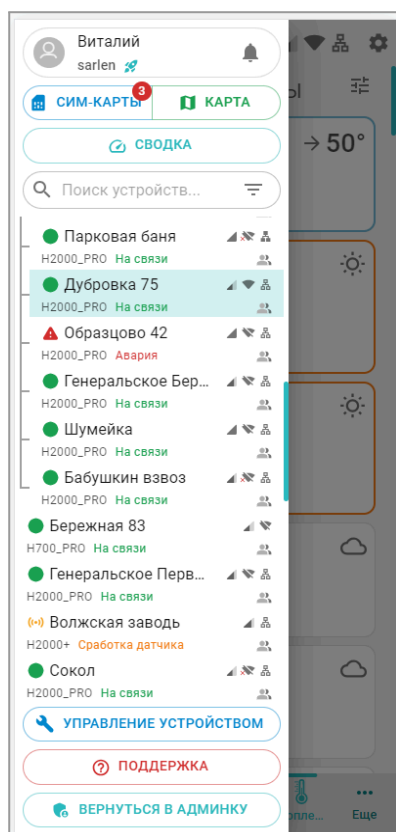 Виталий
sarlen
СИМ-КАРТЫ
3
КАРТА
СВОДКА
→ 50°
Поиск устройств...
Парковая баня
H2000_PRO На связи
Дубровка 75
H2000_PRO На связи
Образцово 42
H2000_PRO Авария
Генеральское Бер...
H2000_PRO На связи
Шумейка
H2000_PRO На связи
Бабушкин взвоз
H2000_PRO На связи
Бережная 83
H700_PRO На связи
Генеральское Перв...
H2000_PRO На связи
Волжская заводь
H2000+ Сработка датчика
Сокол
H2000_PRO На связи
УПРАВЛЕНИЕ УСТРОЙСТВОМ
ПОДДЕРЖКА
ВЕРНУТЬСЯ В АДМИНКУ
Еще